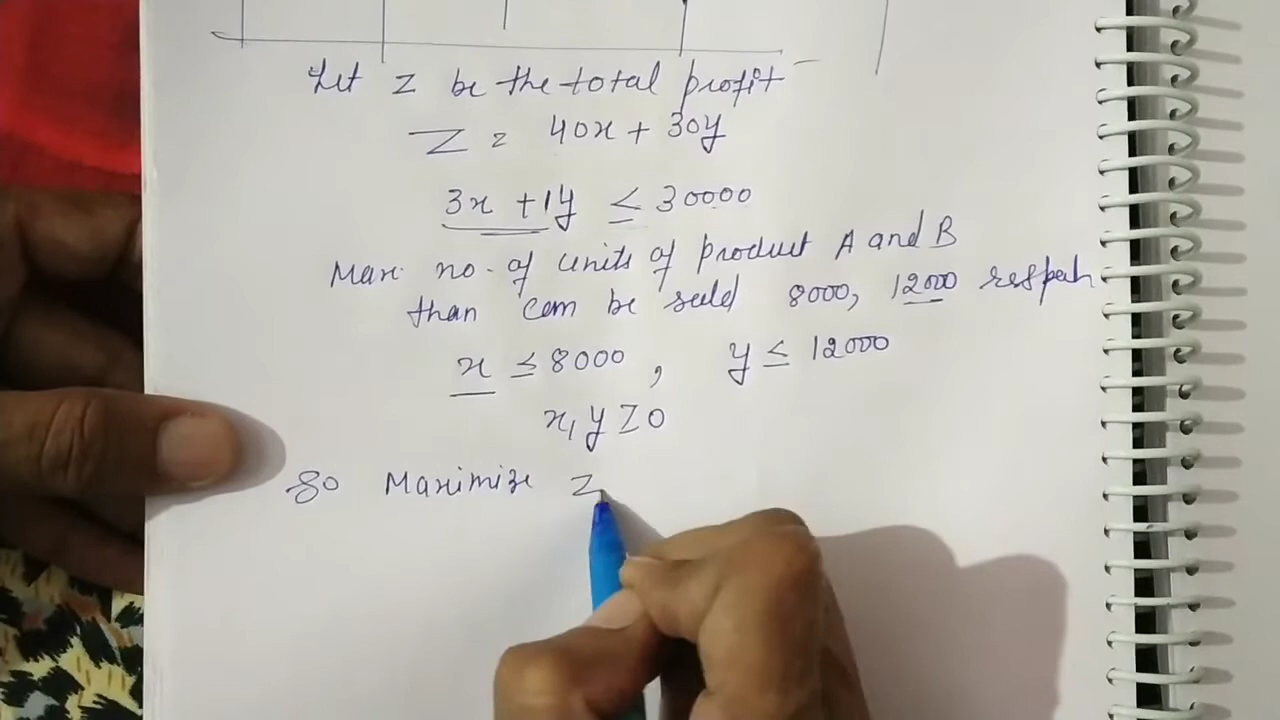 Let Z be the total profit
Z = 40x + 30y
3x + 1y ≤ 30000
Max. no. of units of product A and B
than can be sold 8000, 12000
x ≤ 8000, y ≤ 12000
x, y ≥ 0
So Maximize Z